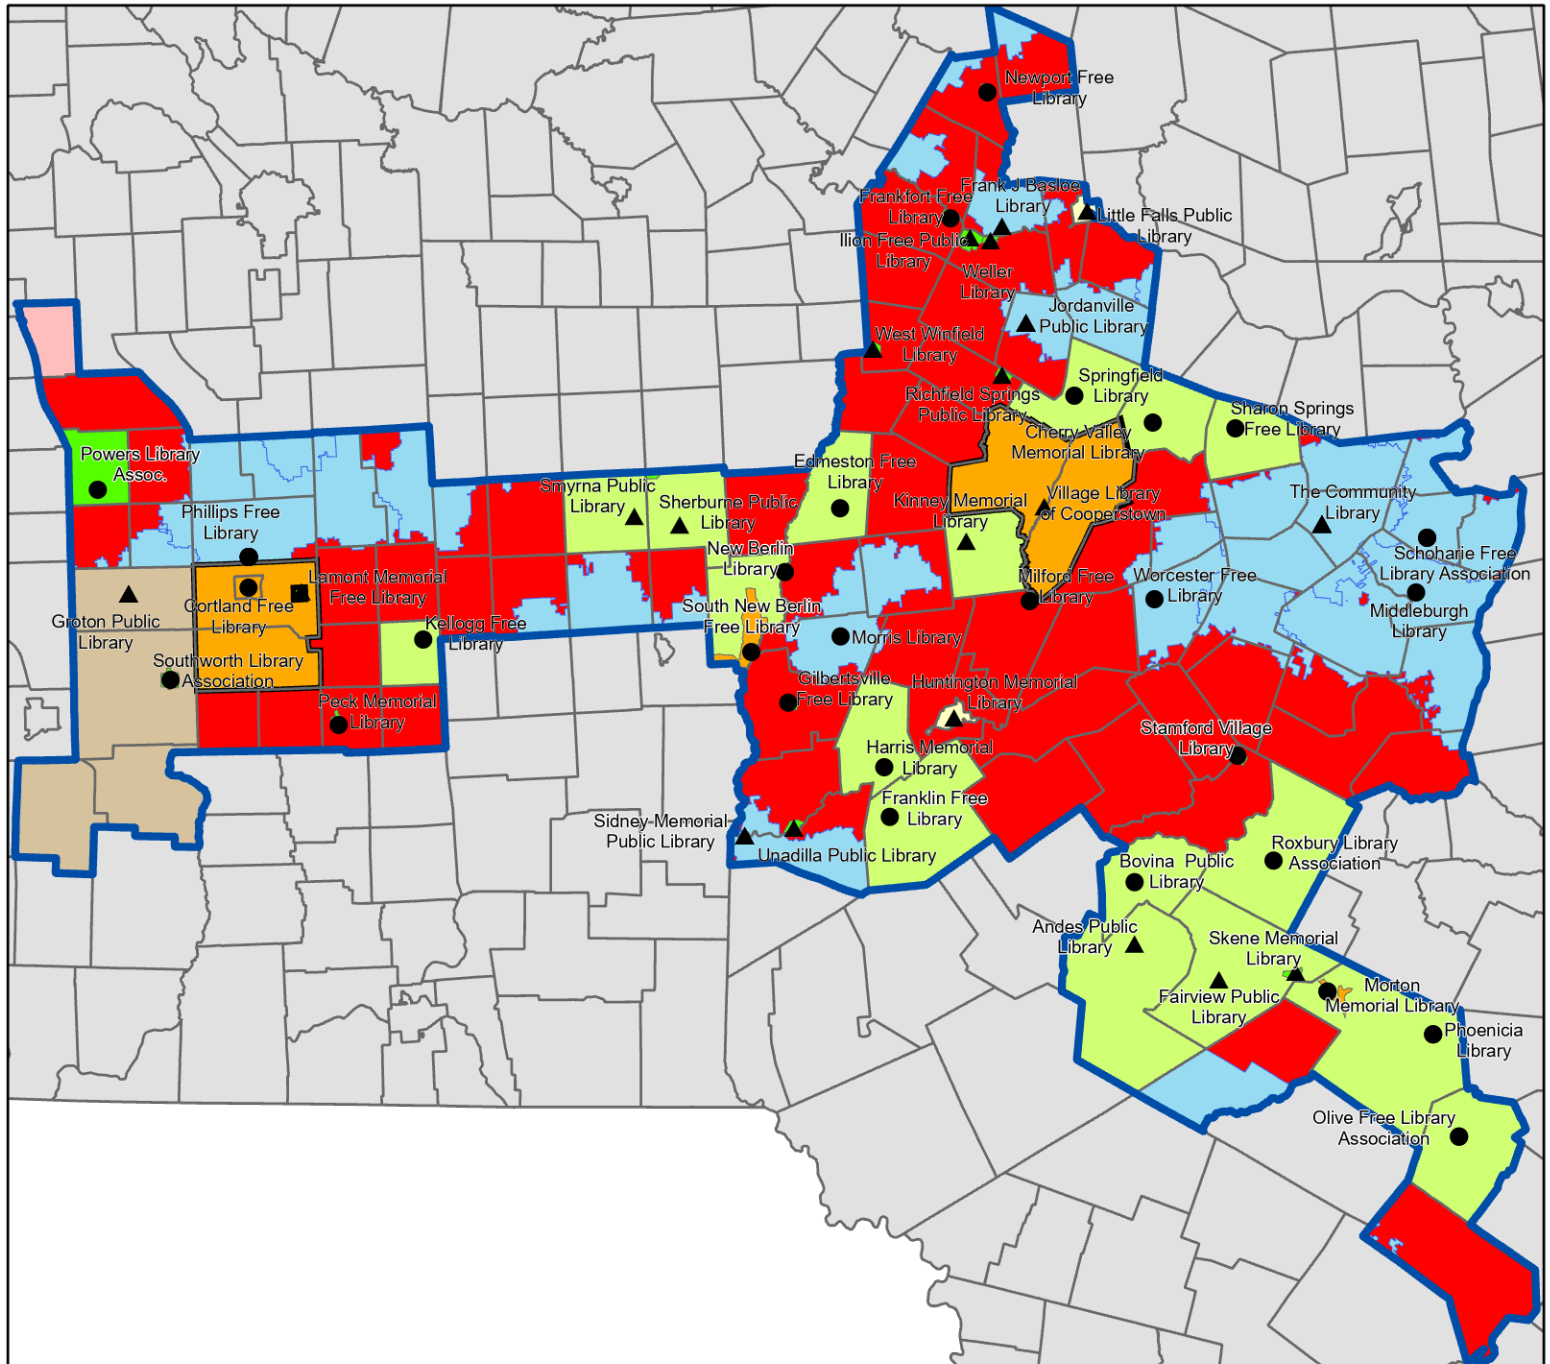 Newport Free
Library
Frank J Basloe
Library
Frankfort Free
Library
Little Falls Public
Library
Ilion Free Public
Library
Weller
Library
Jordanville
Public Library
West Winfield
Library
Springfield
Library
Richfield Springs
Public Library
Sharon Springs
Free Library
Cherry Valley
Memorial Library
Powers Library
Assoc.
Edmeston Free
Library
Smyrna Public
Library
Sherburne Public
Library
Kinney Memorial
Library
Village Library
of Cooperstown
The Community
Library
Phillips Free
Library
New Berlin
Library
Schoharie Free
Library Association
Lamont Memorial
Free Library
Milford Free
Library
Worcester Free
Library
Cortland Free
Library
South New Berlin
Free Library
Middleburgh
Library
Groton Public
Library
Kellogg Free
Library
Morris Library
Southworth Library
Association
Gilbertsville
Free Library
Huntington Memorial
Library
Peck Memorial
Library
Stamford Village
Library
Harris Memorial
Library
Franklin Free
Library
Sidney Memorial
Public Library
Unadilla Public Library
Roxbury Library
Association
Bovina Public
Library
Andes Public
Library
Skene Memorial
Library
Fairview Public
Library
Morton
Memorial Library
Phoenicia
Library
Olive Free Library
Association